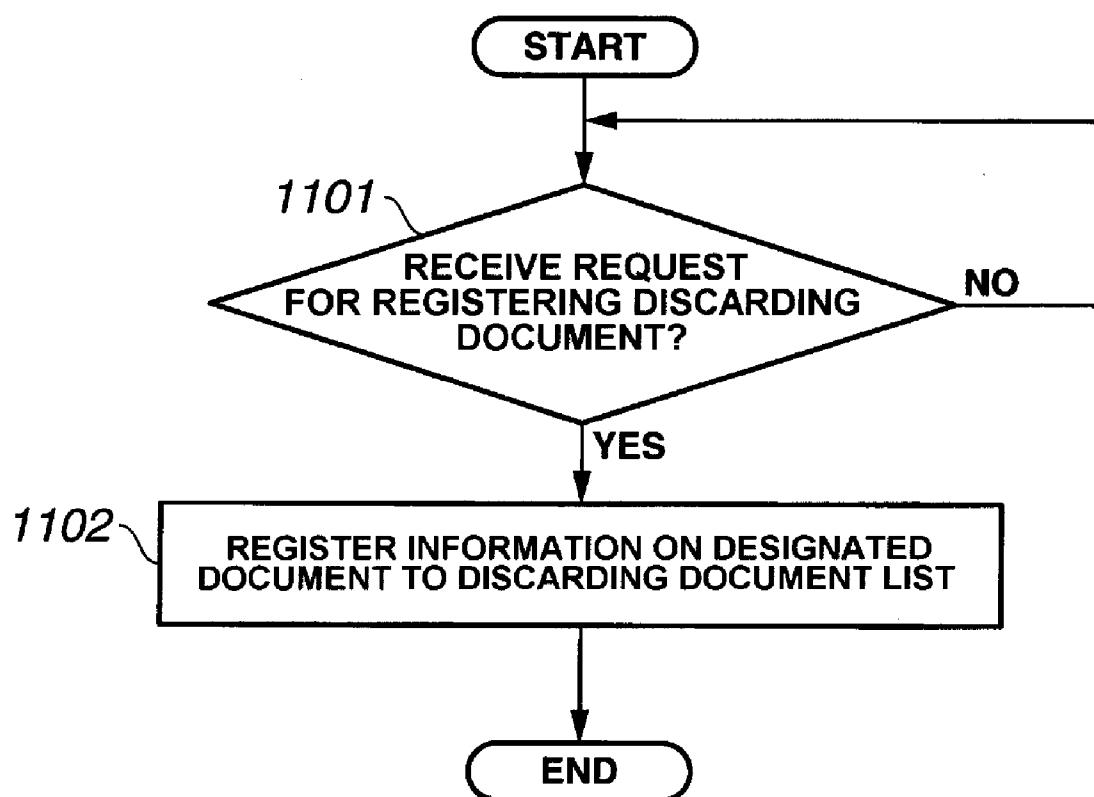 START
1101
RECEIVE REQUEST
FOR REGISTERING DISCARDING
DOCUMENT?
NO
YES
1102
REGISTER INFORMATION ON DESIGNATED
DOCUMENT TO DISCARDING DOCUMENT LIST
END